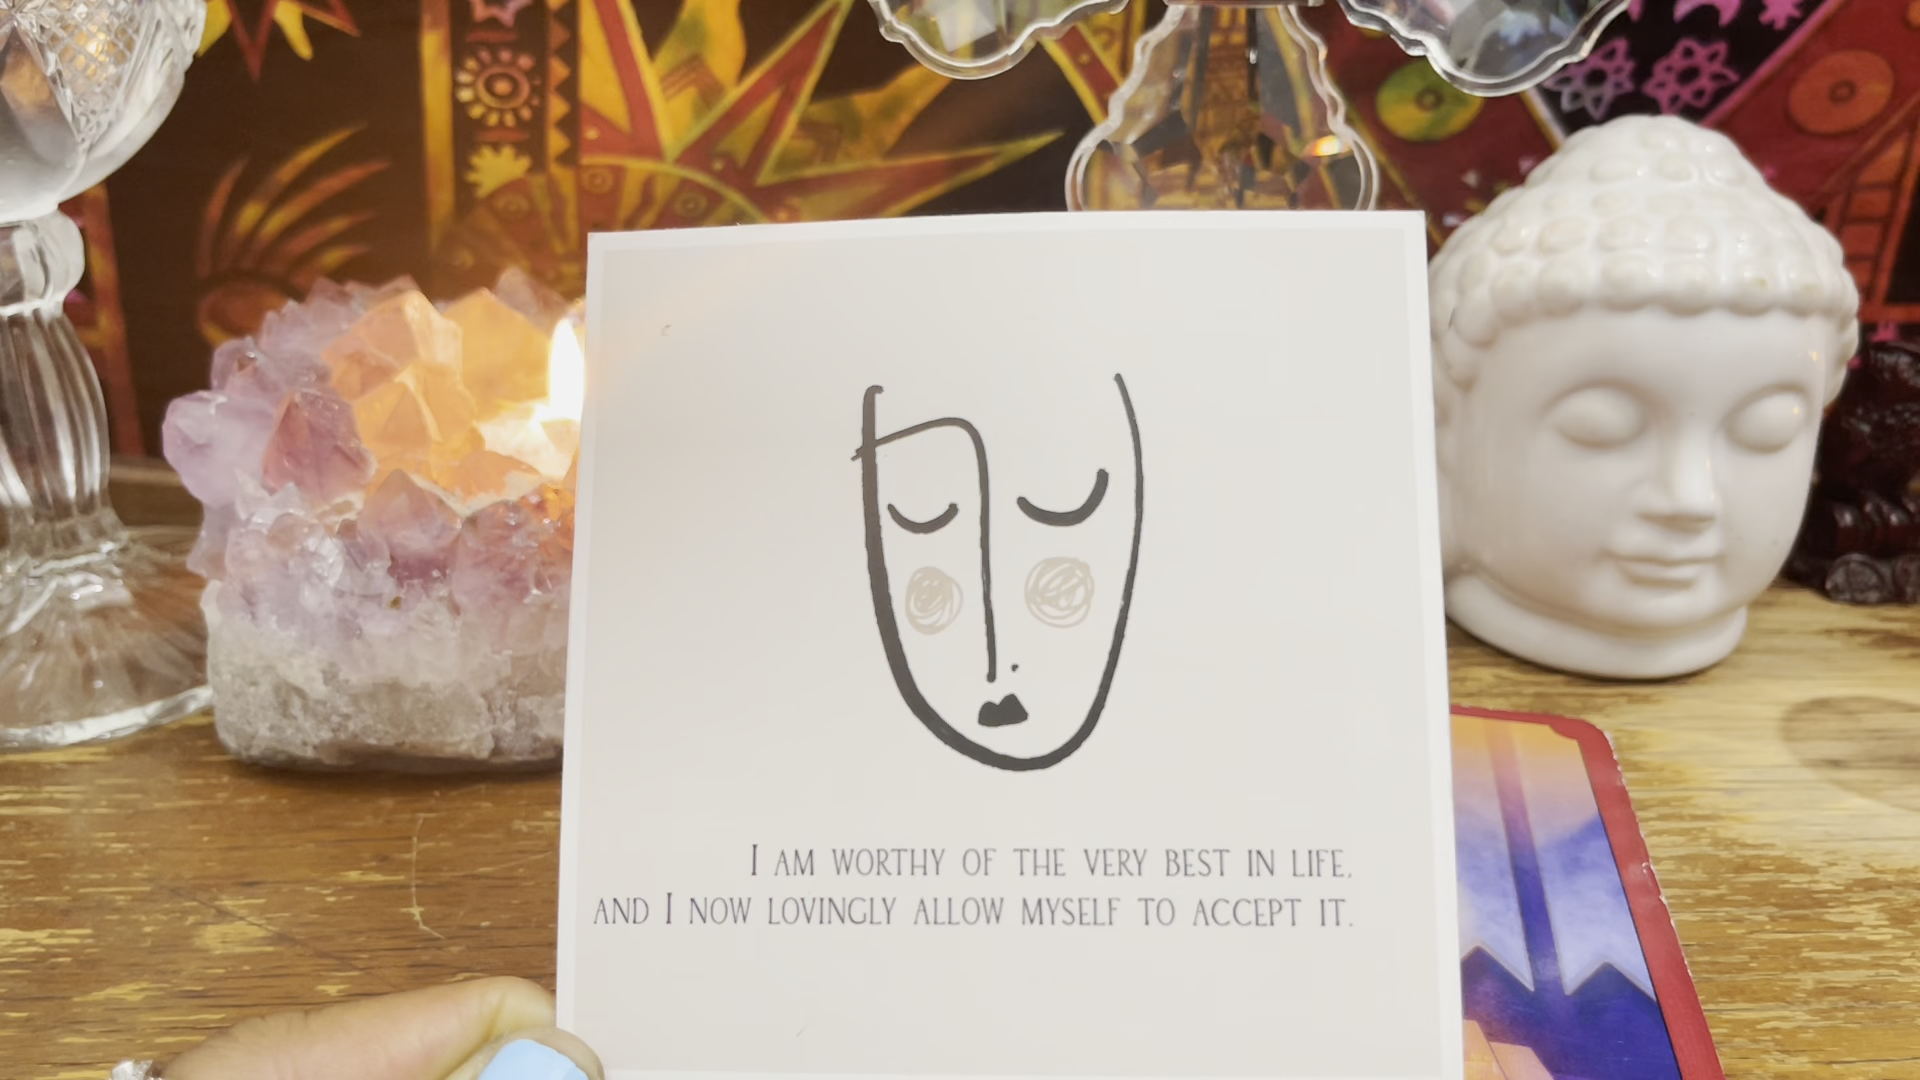 I AM WORTHY OF THE VERY BEST IN LIFE,
AND I NOW LOVINGLY ALLOW MYSELF TO ACCEPT IT.